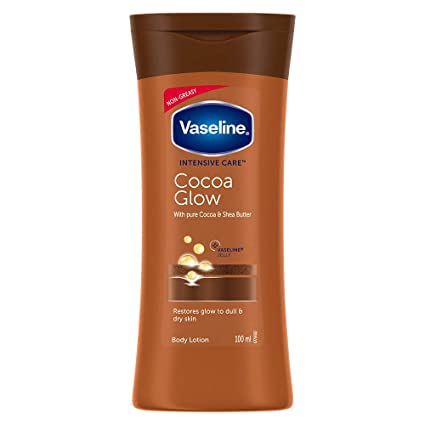 NON-GREASY
Vaseline®
INTENSIVE CARE™
Cocoa
Glow
With pure Cocoa & Shea Butter
VASELINE®
JELLY
Restores glow to dull &
dry skin
Body Lotion 100 ml